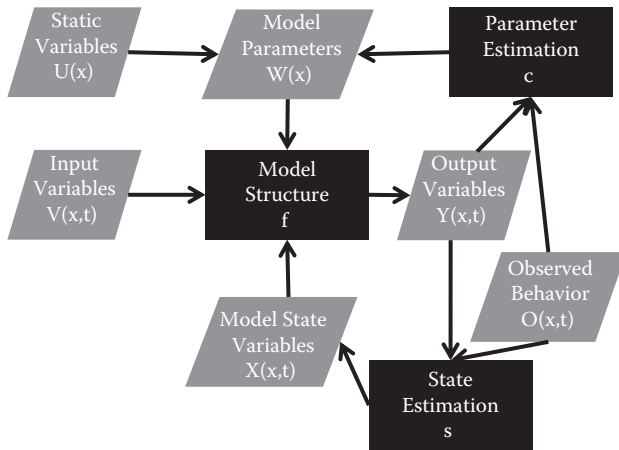 Static
Variables
U(x)
Model
Parameters
W(x)
Parameter
Estimation
c
Input
Variables
V(x,t)
Model
Structure
f
Output
Variables
Y(x,t)
Observed
Behavior
O(x,t)
Model State
Variables
X(x,t)
State
Estimation
s